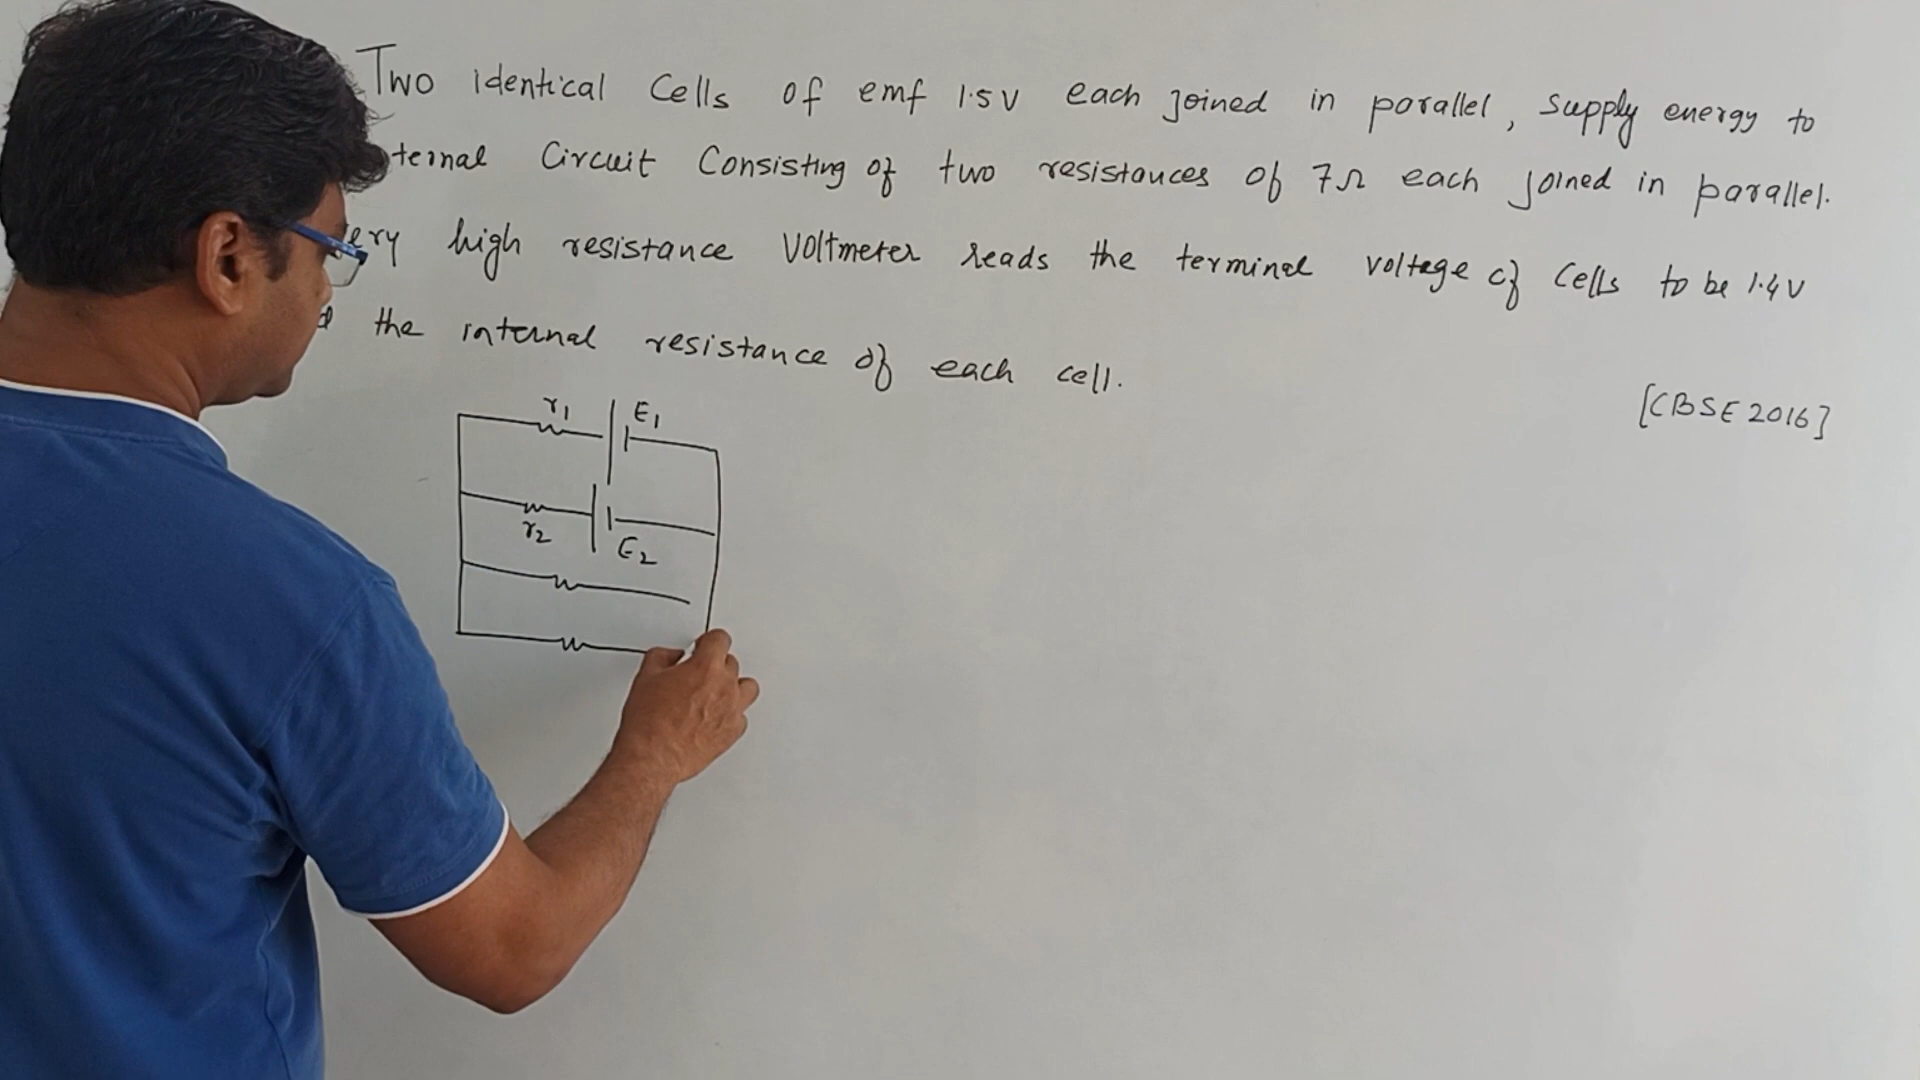 Two identical Cells of emf 1.5V each Joined in parallel, Supply energy to
ternal Circuit Consisting of two resistances of 7Ω each joined in parallel.
ery high resistance Voltmeter reads the terminal voltage of Cells to be 1.4V
d the internal resistance of each cell.
[CBSE 2016]
r1 E1
r2 E2